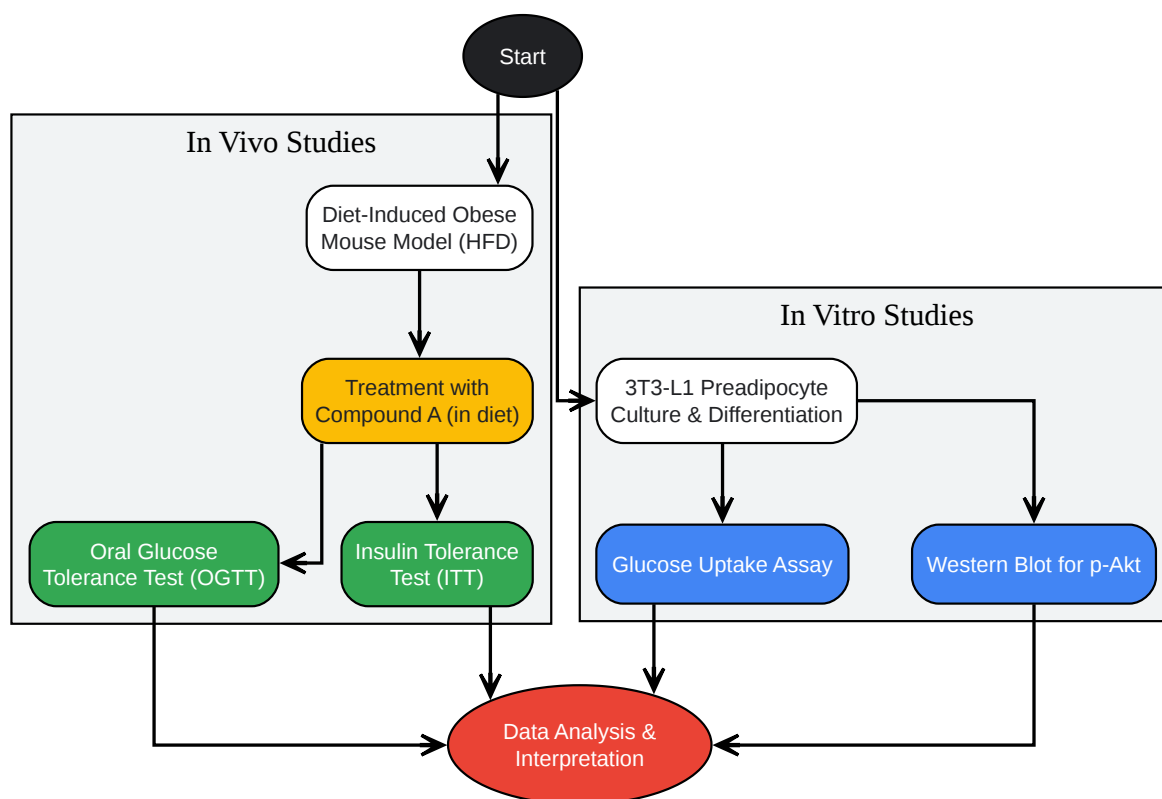 Start
In Vivo Studies
Diet-Induced Obese
Mouse Model (HFD)
Treatment with
Compound A (in diet)
Oral Glucose
Tolerance Test (OGTT)
Insulin Tolerance
Test (ITT)
In Vitro Studies
3T3-L1 Preadipocyte
Culture & Differentiation
Glucose Uptake Assay
Western Blot for p-Akt
Data Analysis &
Interpretation